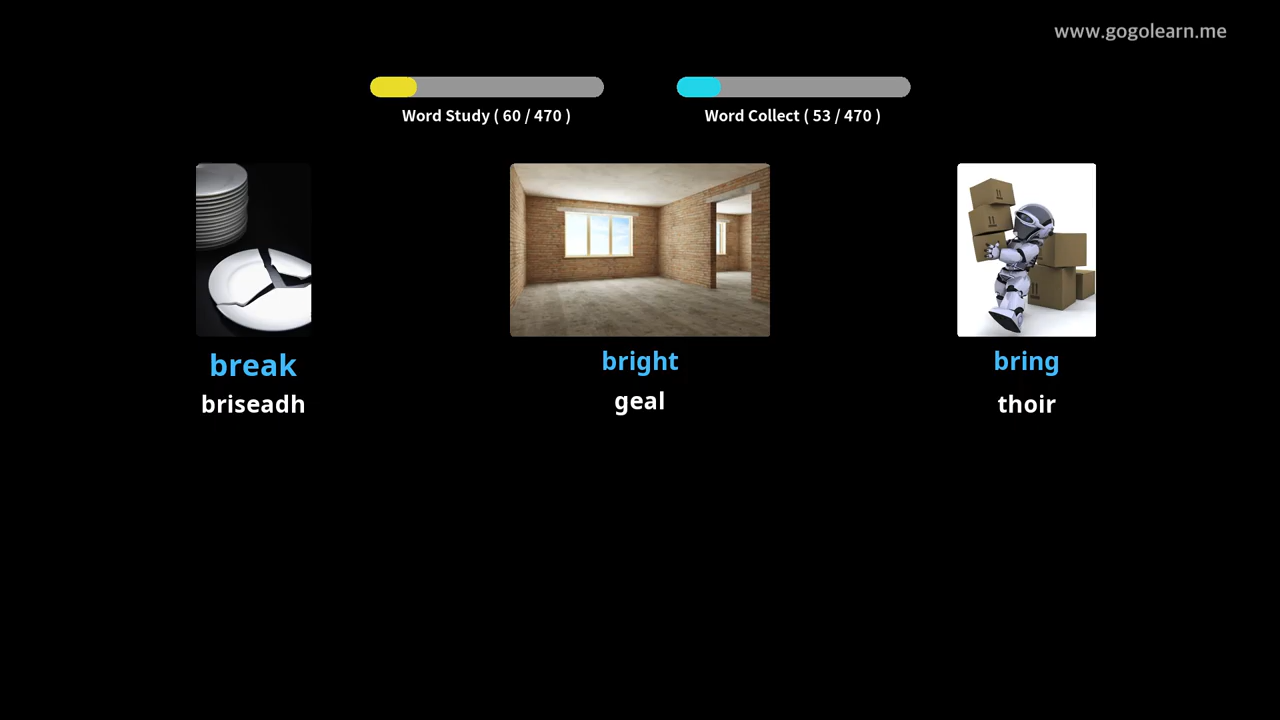 www.gogolearn.me
Word Study ( 60 / 470 )
Word Collect ( 53 / 470 )
break
bright
bring
briseadh
geal
thoir